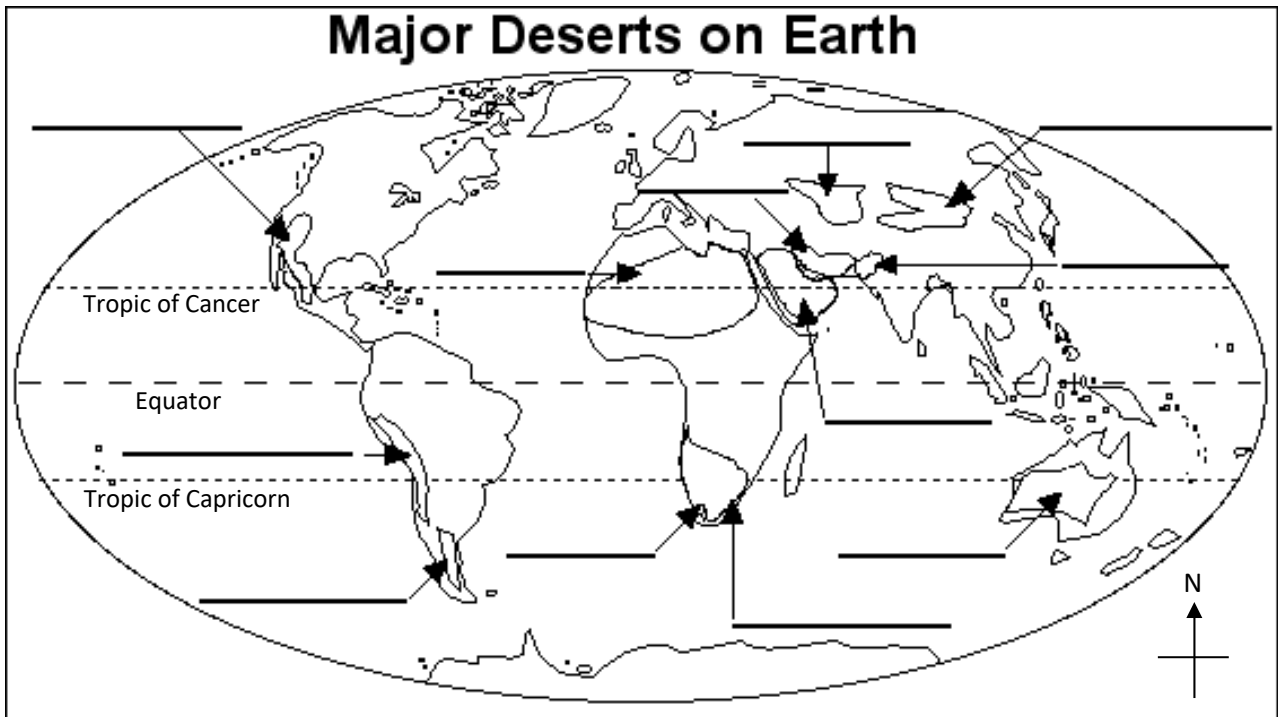 Major Deserts on Earth
Tropic of Cancer
Equator
Tropic of Capricorn
N